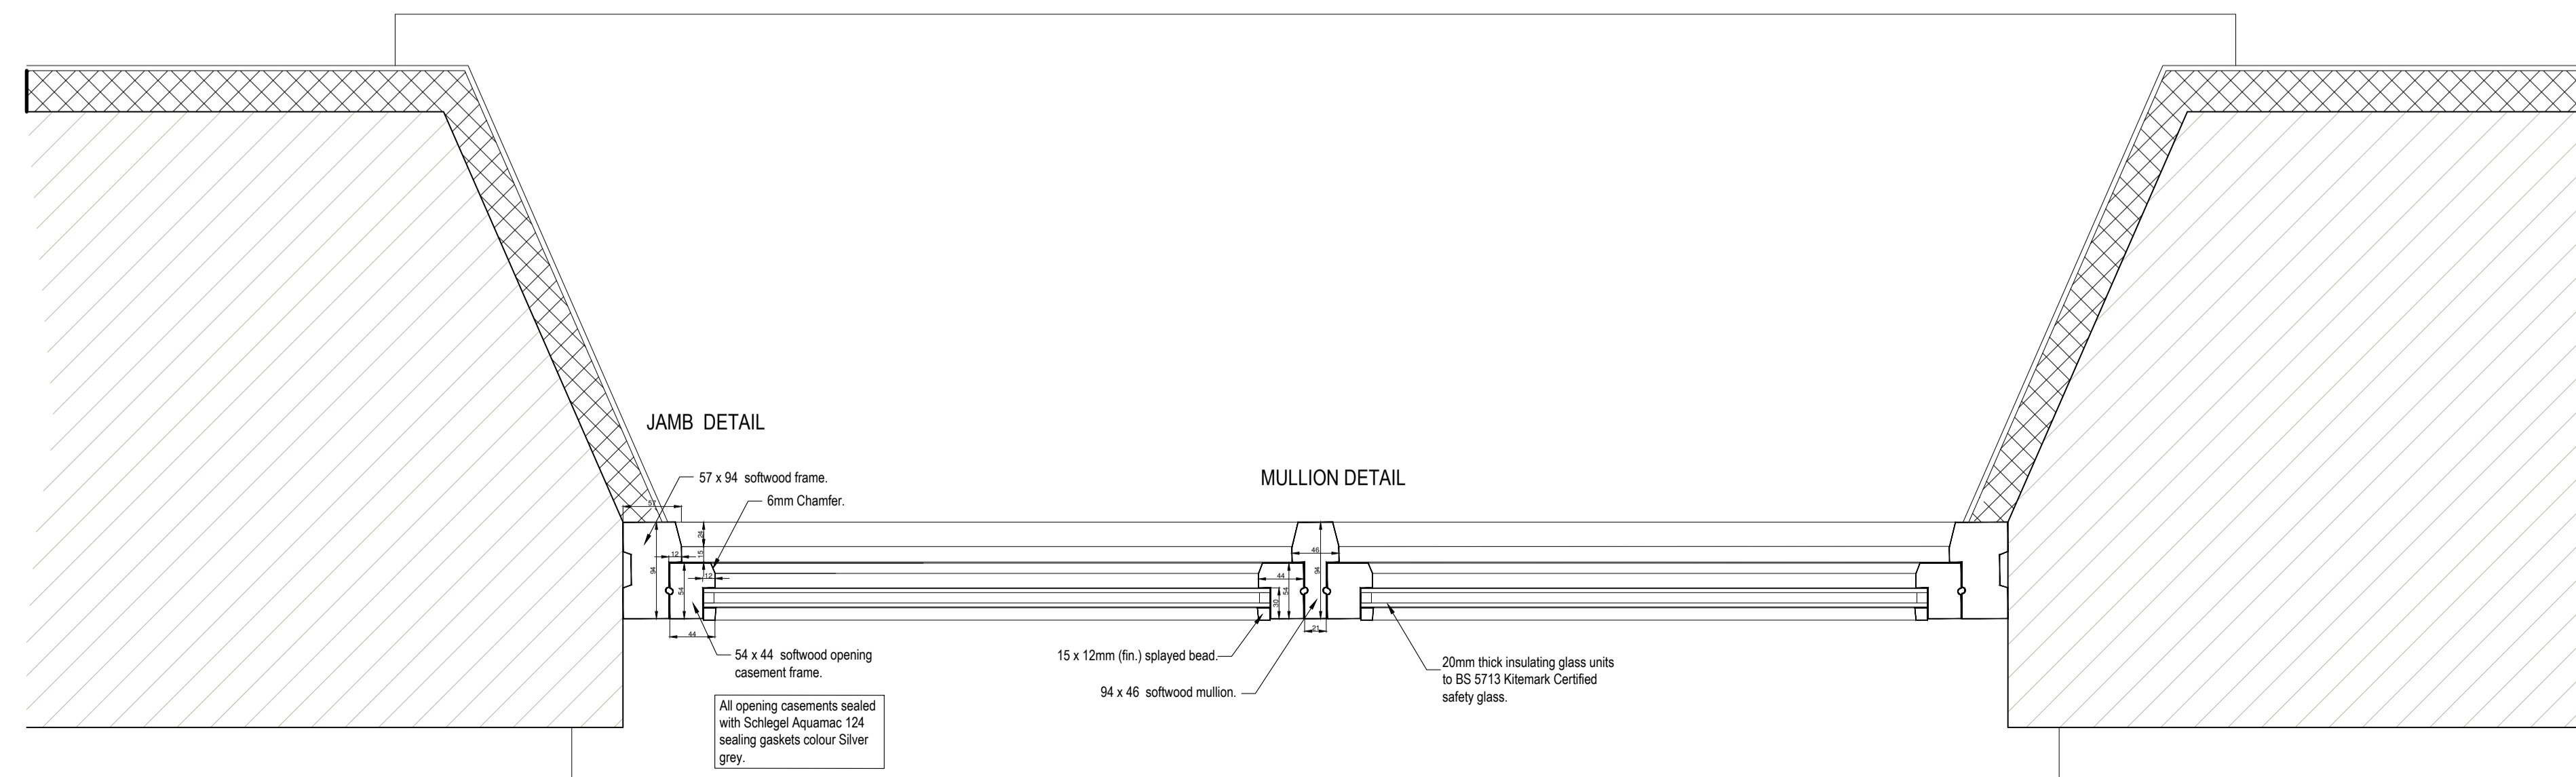 JAMB DETAIL
57 x 94 softwood frame.
57
6mm Chamfer.
MULLION DETAIL
24
15
12
94
54
12
44
46
94
44
54
30
21
54 x 44 softwood opening
casement frame.
15 x 12mm (fin.) splayed bead.
94 x 46 softwood mullion.
20mm thick insulating glass units
to BS 5713 Kitemark Certified
safety glass.
All opening casements sealed
with Schlegel Aquamac 124
sealing gaskets colour Silver
grey.